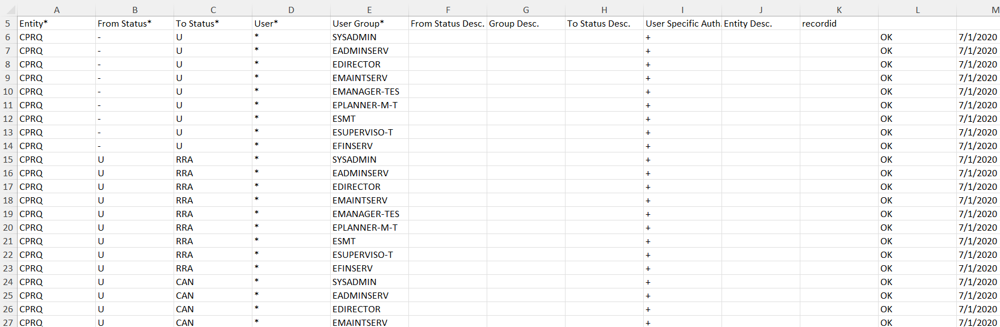 A B C D E F G H I J K L M
5 Entity* From Status* To Status* User* User Group* From Status Desc. Group Desc. To Status Desc. User Specific Auth. Entity Desc. recordid
6 CPRQ - U * SYSADMIN + OK 7/1/2020
7 CPRQ - U * EADMINSERV + OK 7/1/2020
8 CPRQ - U * EDIRECTOR + OK 7/1/2020
9 CPRQ - U * EMAINTSERV + OK 7/1/2020
10 CPRQ - U * EMANAGER-TES + OK 7/1/2020
11 CPRQ - U * EPLANNER-M-T + OK 7/1/2020
12 CPRQ - U * ESMT + OK 7/1/2020
13 CPRQ - U * ESUPERVISO-T + OK 7/1/2020
14 CPRQ - U * EFINSERV + OK 7/1/2020
15 CPRQ U RRA * SYSADMIN + OK 7/1/2020
16 CPRQ U RRA * EADMINSERV + OK 7/1/2020
17 CPRQ U RRA * EDIRECTOR + OK 7/1/2020
18 CPRQ U RRA * EMAINTSERV + OK 7/1/2020
19 CPRQ U RRA * EMANAGER-TES + OK 7/1/2020
20 CPRQ U RRA * EPLANNER-M-T + OK 7/1/2020
21 CPRQ U RRA * ESMT + OK 7/1/2020
22 CPRQ U RRA * ESUPERVISO-T + OK 7/1/2020
23 CPRQ U RRA * EFINSERV + OK 7/1/2020
24 CPRQ U CAN * SYSADMIN + OK 7/1/2020
25 CPRQ U CAN * EADMINSERV + OK 7/1/2020
26 CPRQ U CAN * EDIRECTOR + OK 7/1/2020
27 CPRQ U CAN * EMAINTSERV + OK 7/1/2020